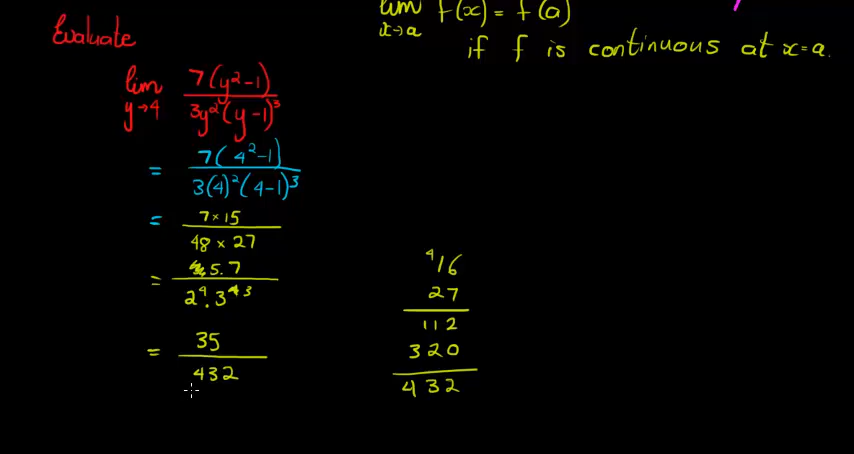 lim f(x) = f(a)
x→a
if f is continuous at x=a.
Evaluate
lim 7(y²-1)
y→4 3y²(y-1)³
= 7(4²-1)
3(4)²(4-1)³
= 7×15
48×27
= 5.7
2⁴.3³
= 35
432
⁴16
27
112
320
432